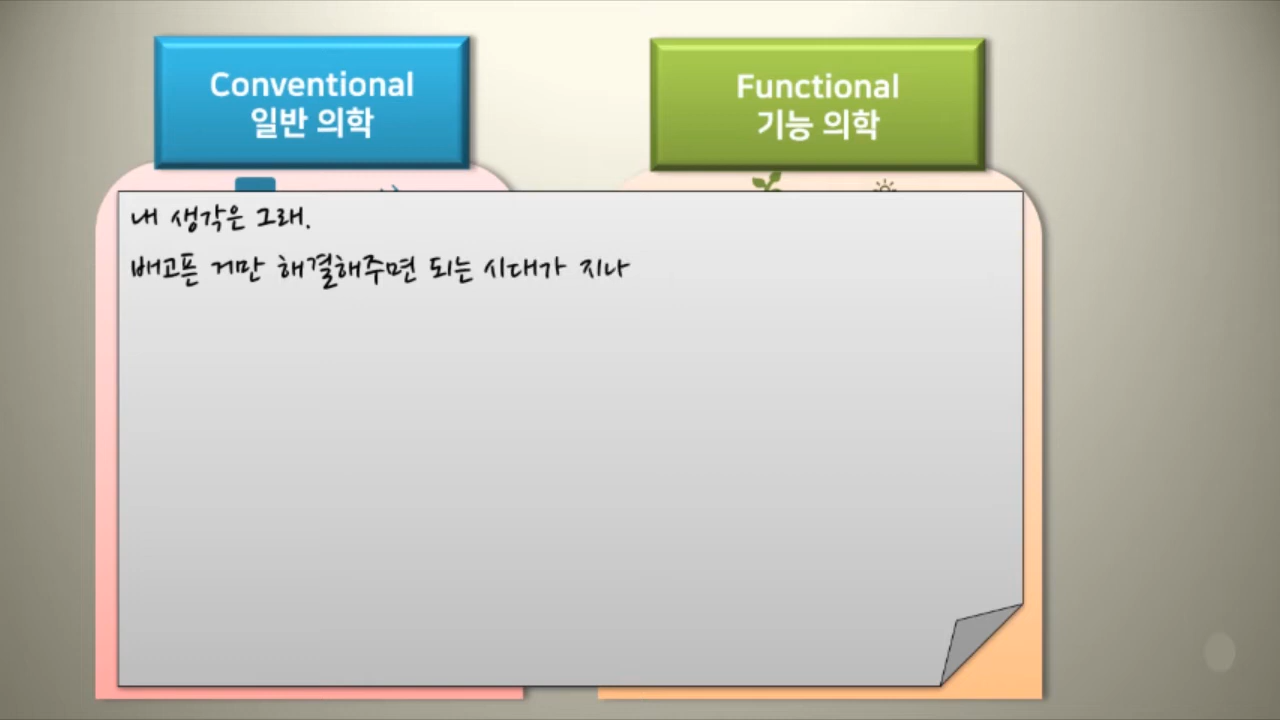 Conventional
일반 의학
Functional
기능 의학
내 생각은 그래.
배고픈 거만 해결해주면 되는 시대가 지나